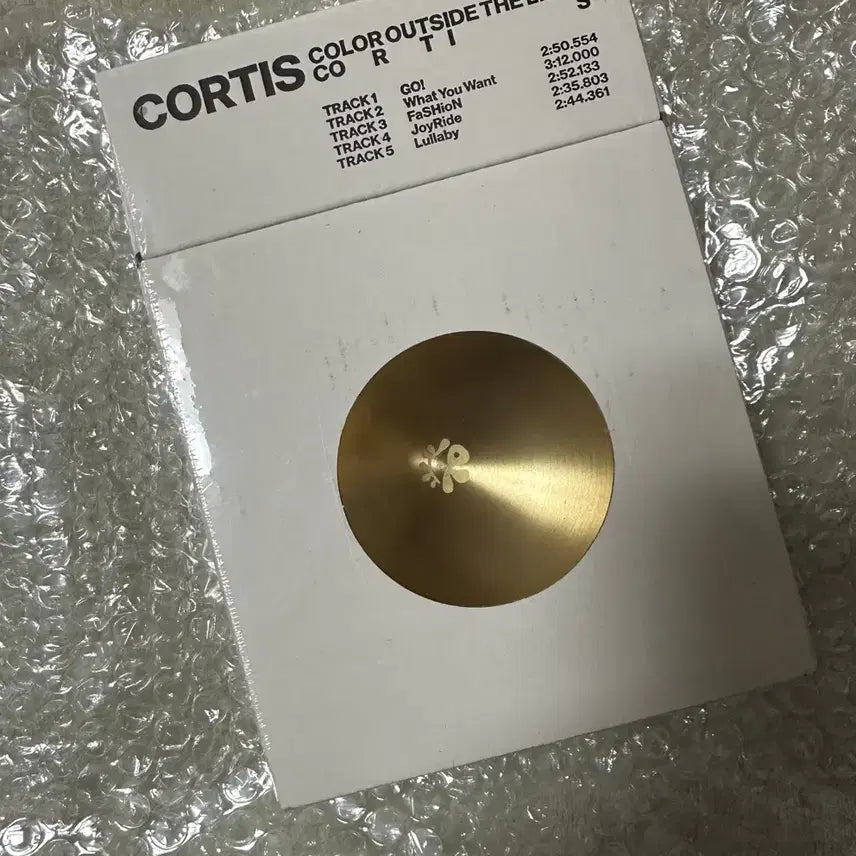 CORTIS
COLOR OUTSIDE THE
CORTIS
TRACK 1 GO! 2:50.554
TRACK 2 What You Want 3:12.000
TRACK 3 FaSHioN 2:52.133
TRACK 4 JoyRide 2:35.803
TRACK 5 Lullaby 2:44.361